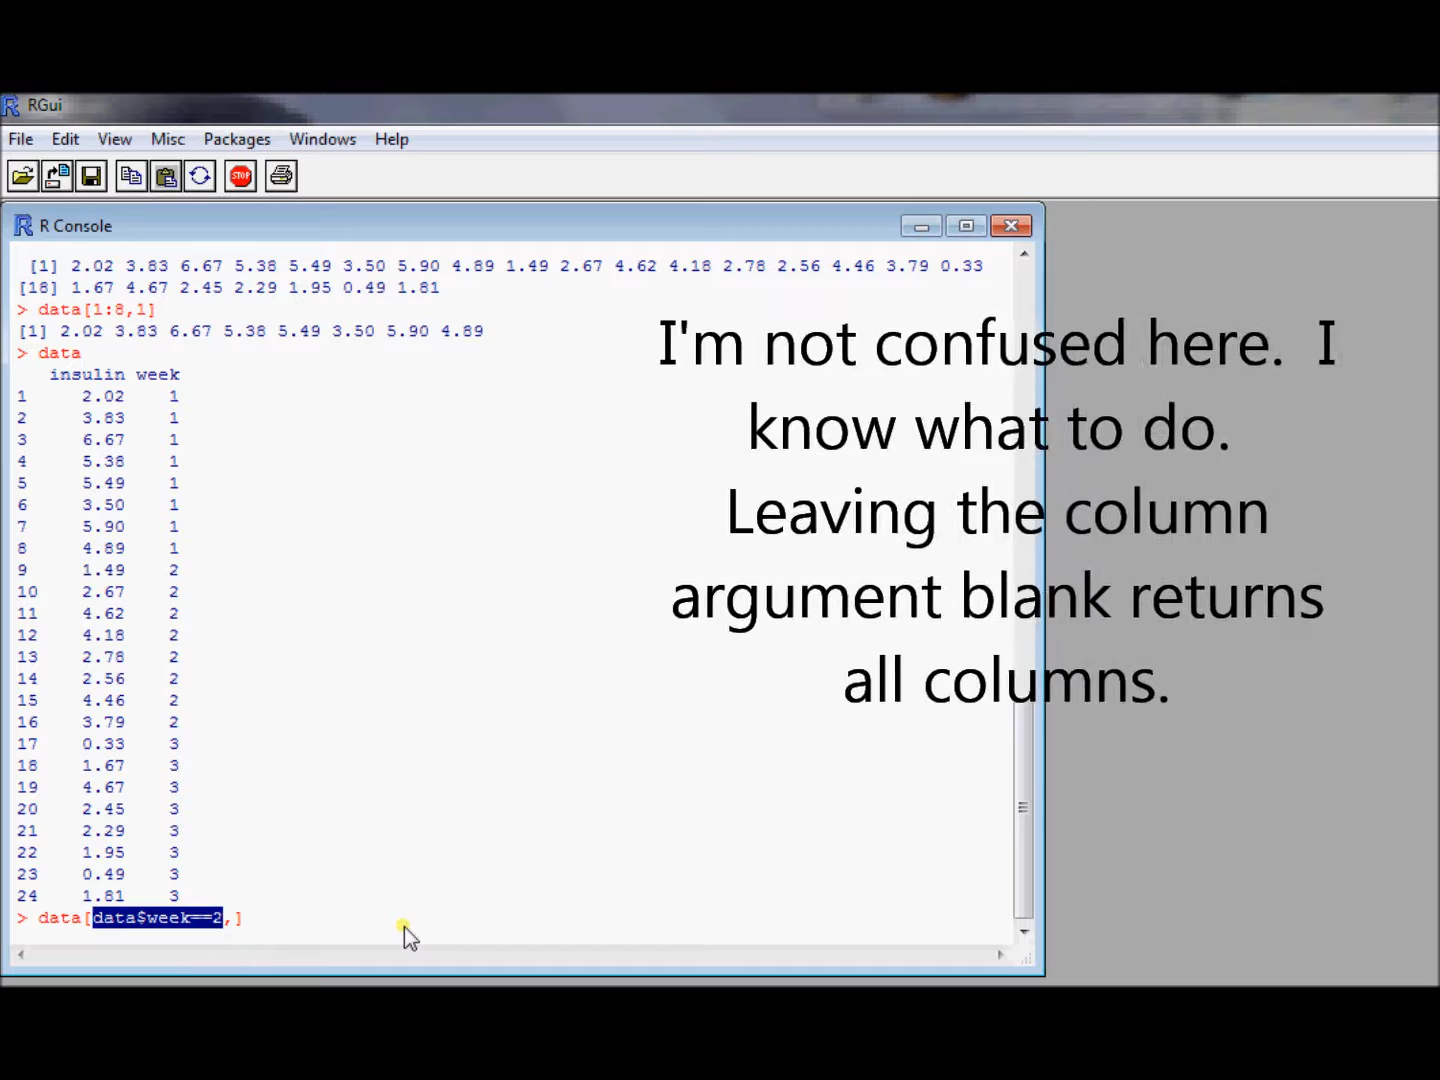 RGui
File Edit View Misc Packages Windows Help
STOP
R Console
[1] 2.02 3.83 6.67 5.38 5.49 3.50 5.90 4.89 1.49 2.67 4.62 4.18 2.78 2.56 4.46 3.79 0.33
[18] 1.67 4.67 2.45 2.29 1.95 0.49 1.81
> data[1:8,1]
[1] 2.02 3.83 6.67 5.38 5.49 3.50 5.90 4.89
> data
insulin week
1 2.02 1
2 3.83 1
3 6.67 1
4 5.38 1
5 5.49 1
6 3.50 1
7 5.90 1
8 4.89 1
9 1.49 2
10 2.67 2
11 4.62 2
12 4.18 2
13 2.78 2
14 2.56 2
15 4.46 2
16 3.79 2
17 0.33 3
18 1.67 3
19 4.67 3
20 2.45 3
21 2.29 3
22 1.95 3
23 0.49 3
24 1.81 3
> data[data$week==2,]
I'm not confused here. I
know what to do.
Leaving the column
argument blank returns
all columns.